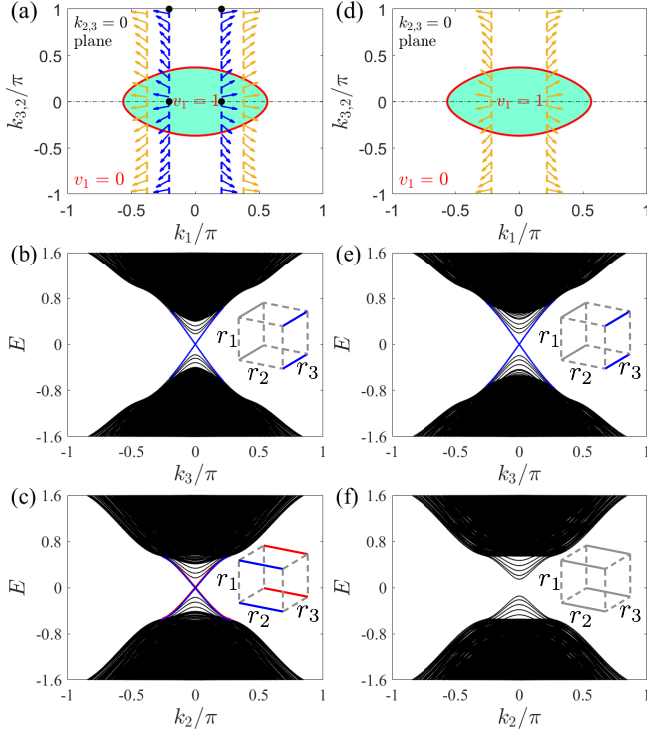 (a)
k_{2,3} = 0
plane
v_1 = 1
v_1 = 0
1
0.5
0
-0.5
-1
k_{3,2}/π
-1 -0.5 0 0.5 1
k_1/π
(d)
k_{2,3} = 0
plane
v_1 = 1
v_1 = 0
1
0.5
0
-0.5
-1
k_{3,2}/π
-1 -0.5 0 0.5 1
k_1/π
(b)
1.6
0.8
0
-0.8
-1.6
E
r_1
r_2
r_3
-1 -0.5 0 0.5 1
k_3/π
(e)
1.6
0.8
0
-0.8
-1.6
E
r_1
r_2
r_3
-1 -0.5 0 0.5 1
k_3/π
(c)
1.6
0.8
0
-0.8
-1.6
E
r_1
r_2
r_3
-1 -0.5 0 0.5 1
k_2/π
(f)
1.6
0.8
0
-0.8
-1.6
E
r_1
r_2
r_3
-1 -0.5 0 0.5 1
k_2/π